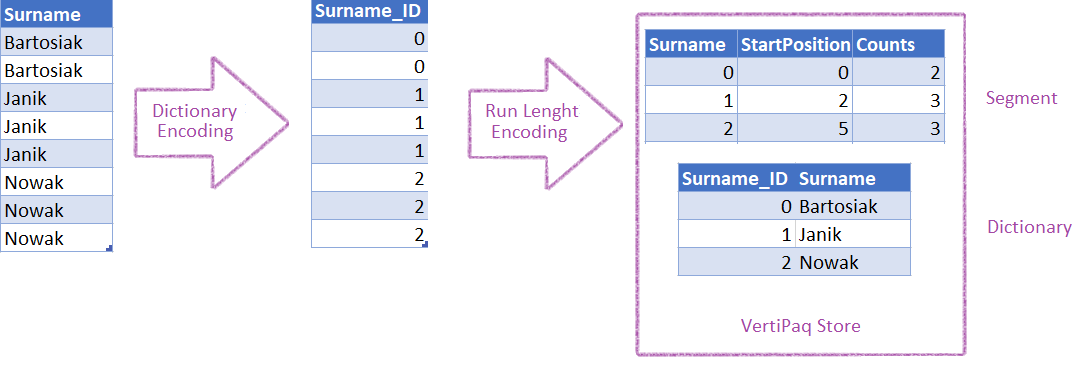 Surname
Bartosiak
Bartosiak
Janik
Janik
Janik
Nowak
Nowak
Nowak
Dictionary
Encoding
Surname_ID
0
0
1
1
1
2
2
2
Run Lenght
Encoding
Surname StartPosition Counts
0 0 2
1 2 3
2 5 3
Segment
Surname_ID Surname
0 Bartosiak
1 Janik
2 Nowak
Dictionary
VertiPaq Store